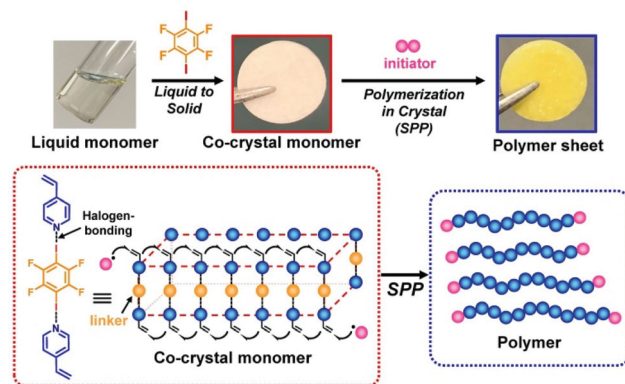 I
F
F
F
F
I
Liquid to
Solid
initiator
Polymerization
in Crystal
(SPP)
Liquid monomer
Co-crystal monomer
Polymer sheet
N
Halogen-
bonding
I
F
F
F
F
I
N
linker
Co-crystal monomer
SPP
Polymer